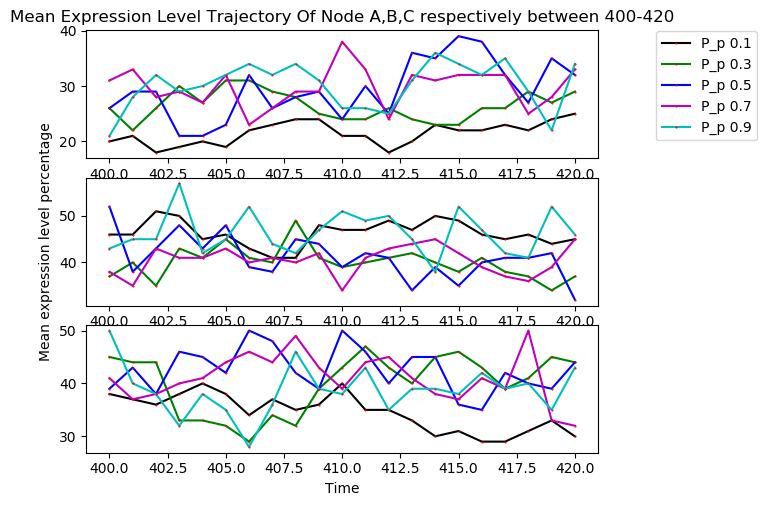 Mean Expression Level Trajectory Of Node A,B,C respectively between 400-420
40
30
20
400.0 402.5 405.0 407.5 410.0 412.5 415.0 417.5 420.0
P_p 0.1
P_p 0.3
P_p 0.5
P_p 0.7
P_p 0.9
Mean expression level percentage
50
40
400.0 402.5 405.0 407.5 410.0 412.5 415.0 417.5 420.0
50
40
30
400.0 402.5 405.0 407.5 410.0 412.5 415.0 417.5 420.0
Time